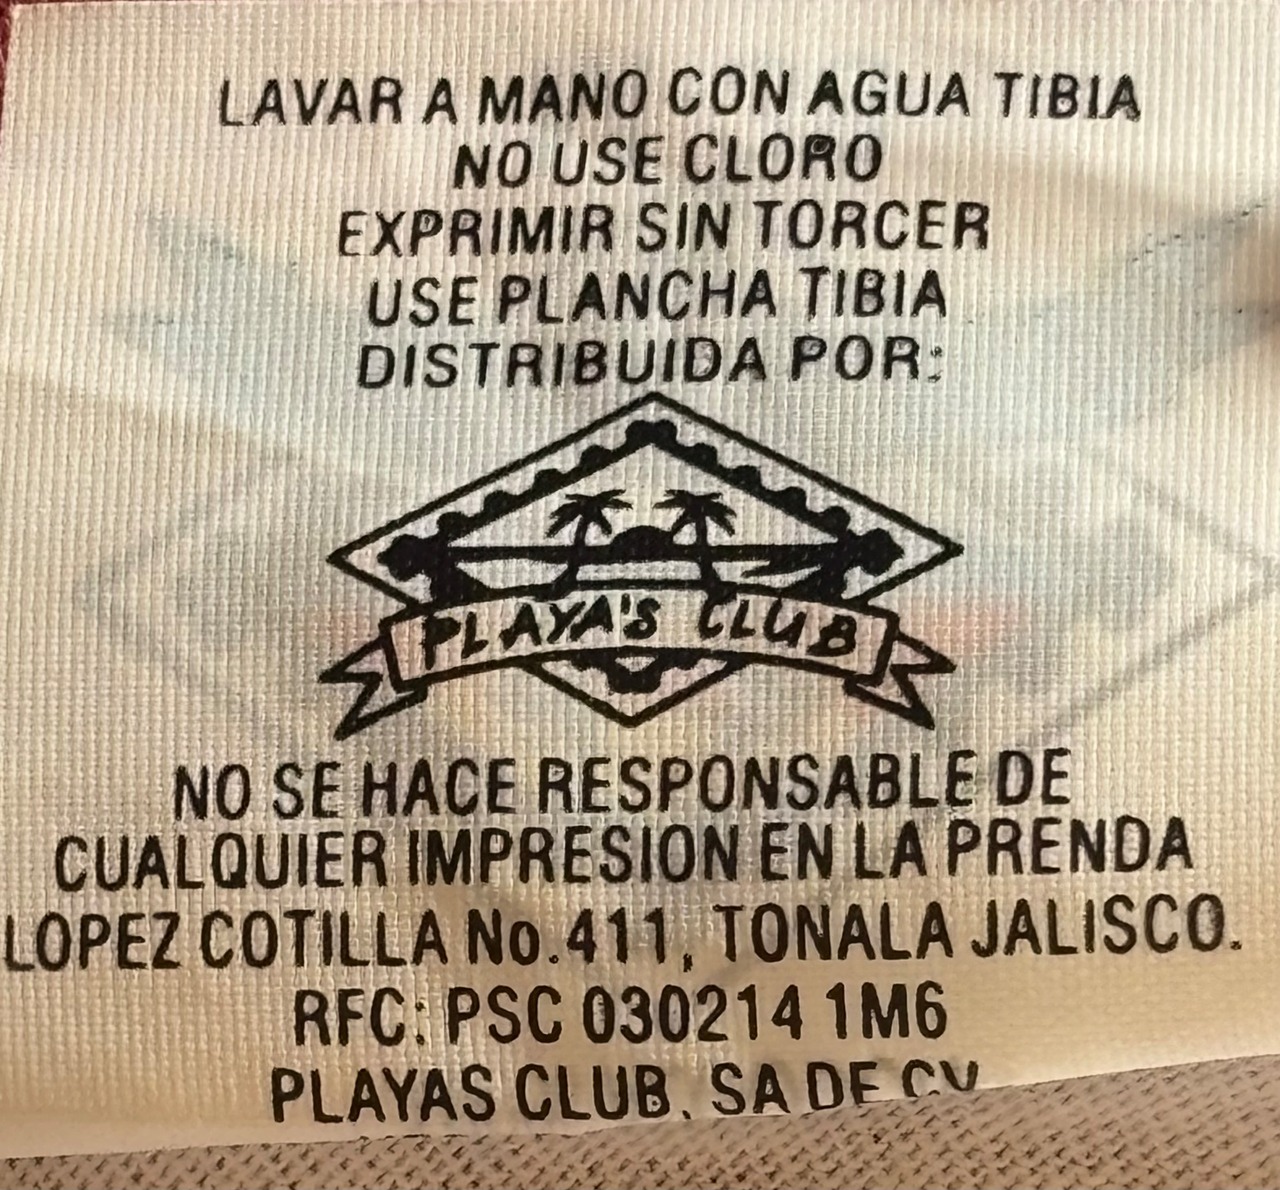 LAVAR A MANO CON AGUA TIBIA
NO USE CLORO
EXPRIMIR SIN TORCER
USE PLANCHA TIBIA
DISTRIBUIDA POR:
PLAYA'S CLUB
NO SE HACE RESPONSABLE DE
CUALQUIER IMPRESION EN LA PRENDA
LOPEZ COTILLA No.411, TONALA JALISCO.
RFC: PSC 030214 1M6
PLAYAS CLUB. SA DE CV